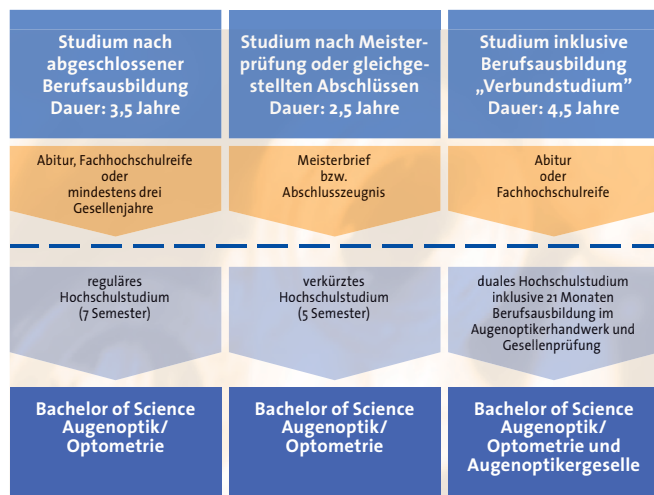 Studium nach
abgeschlossener
Berufsausbildung
Dauer: 3,5 Jahre
Abitur, Fachhochschulreife
oder
mindestens drei
Gesellenjahre
reguläres
Hochschulstudium
(7 Semester)
Bachelor of Science
Augenoptik/
Optometrie
Studium nach Meister-
prüfung oder gleichge-
stellten Abschlüssen
Dauer: 2,5 Jahre
Meisterbrief
bzw.
Abschlusszeugnis
verkürztes
Hochschulstudium
(5 Semester)
Bachelor of Science
Augenoptik/
Optometrie
Studium inklusive
Berufsausbildung
„Verbundstudium”
Dauer: 4,5 Jahre
Abitur
oder
Fachhochschulreife
duales Hochschulstudium
inklusive 21 Monaten
Berufsausbildung im
Augenoptikerhandwerk und
Gesellenprüfung
Bachelor of Science
Augenoptik/
Optometrie und
Augenoptikergeselle